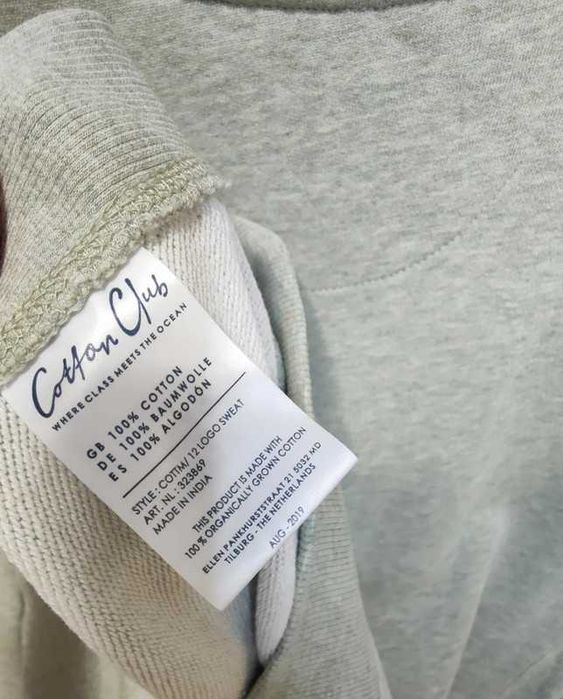 Cotton Club
WHERE CLASS MEETS THE OCEAN
GB 100% COTTON
DE 100% BAUMWOLLE
ES 100% ALGODÓN
STYLE : COTTM/12 LOGO SWEAT
ART. NL : 323869
MADE IN INDIA
THIS PRODUCT IS MADE WITH
100% ORGANICALLY GROWN COTTON
ELLEN PANKHURSTSTRAAT 21 5032 MD
TILBURG - THE NETHERLANDS
AUG - 2019